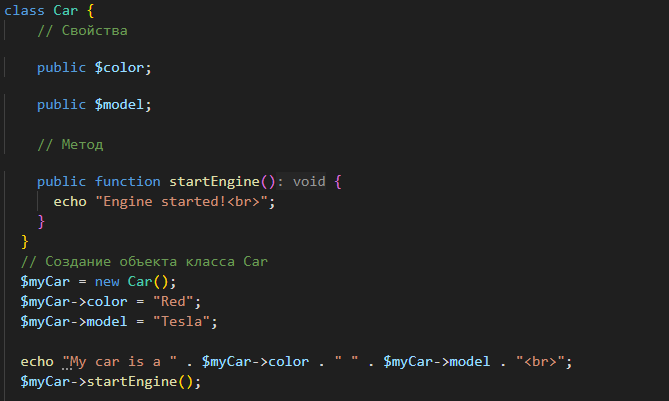 class Car {
// Свойства
public $color;
public $model;
// Метод
public function startEngine(): void {
echo "Engine started!<br>";
}
}
// Создание объекта класса Car
$myCar = new Car();
$myCar->color = "Red";
$myCar->model = "Tesla";
echo "My car is a " . $myCar->color . " " . $myCar->model . "<br>";
$myCar->startEngine();